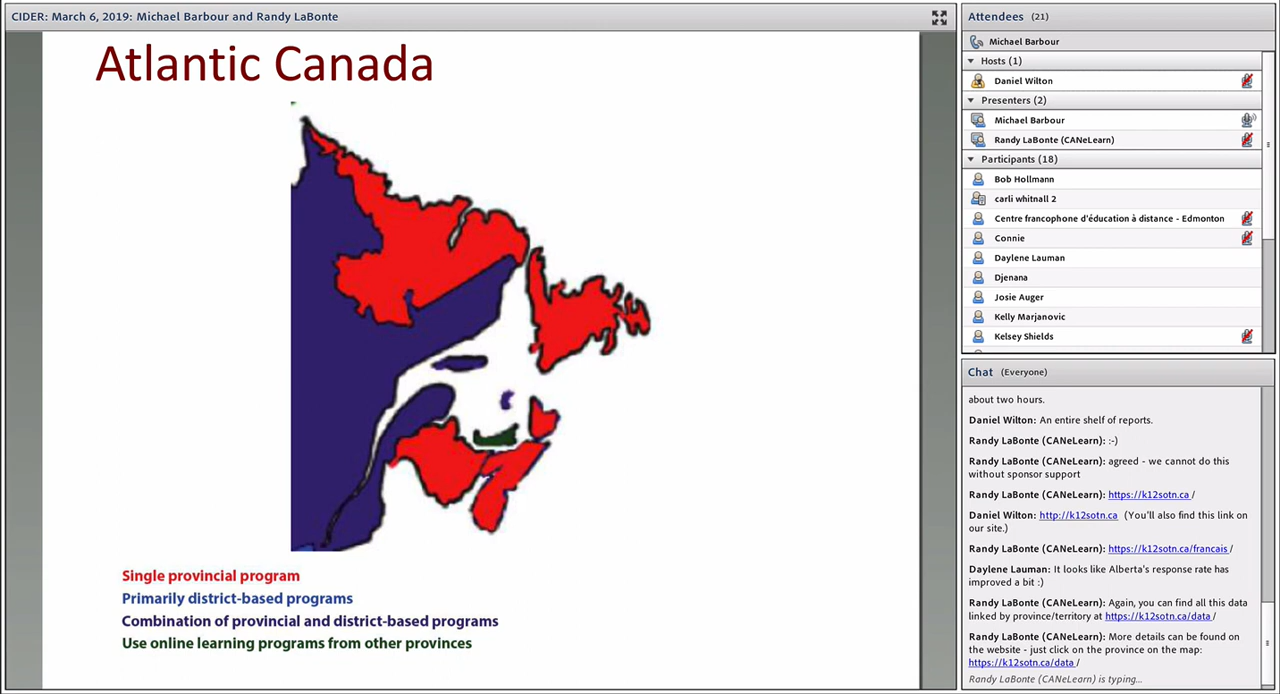 CIDER: March 6, 2019: Michael Barbour and Randy LaBonte
Atlantic Canada
Single provincial program
Primarily district-based programs
Combination of provincial and district-based programs
Use online learning programs from other provinces
Attendees (21)
Michael Barbour
Hosts (1)
Daniel Wilton
Presenters (2)
Michael Barbour
Randy LaBonte (CANeLearn)
Participants (18)
Bob Hollmann
carli whitnall 2
Centre francophone d'éducation à distance - Edmonton
Connie
Daylene Lauman
Djenana
Josie Auger
Kelly Marjanovic
Kelsey Shields
Chat (Everyone)
about two hours.
Daniel Wilton: An entire shelf of reports.
Randy LaBonte (CANeLearn): :-)
Randy LaBonte (CANeLearn): agreed - we cannot do this
without sponsor support
Randy LaBonte (CANeLearn): https://k12sotn.ca /
Daniel Wilton: http://k12sotn.ca (You'll also find this link on
our site.)
Randy LaBonte (CANeLearn): https://k12sotn.ca/francais /
Daylene Lauman: It looks like Alberta's response rate has
improved a bit :)
Randy LaBonte (CANeLearn): Again, you can find all this data
linked by province/territory at https://k12sotn.ca/data /
Randy LaBonte (CANeLearn): More details can be found on
the website - just click on the province on the map:
https://k12sotn.ca/data /
Randy LaBonte (CANeLearn) is typing...